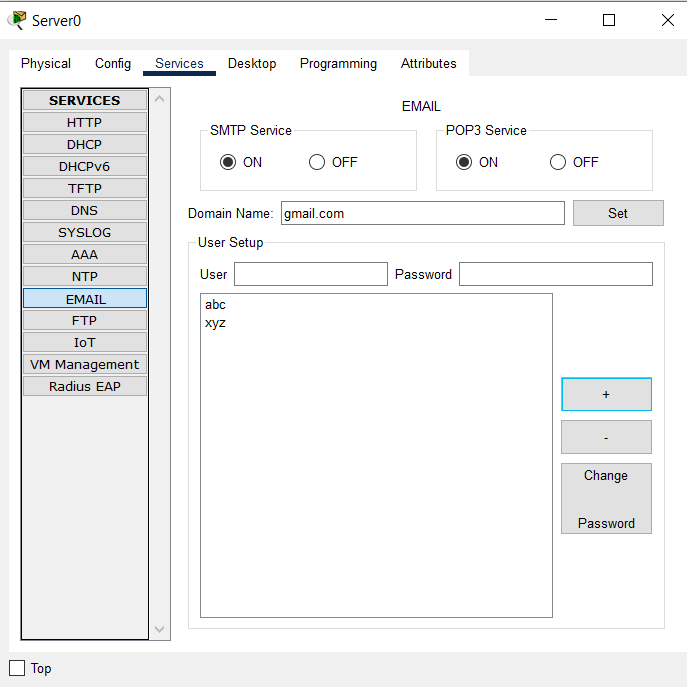 Server0
Physical Config Services Desktop Programming Attributes
SERVICES
HTTP
DHCP
DHCPv6
TFTP
DNS
SYSLOG
AAA
NTP
EMAIL
FTP
IoT
VM Management
Radius EAP
EMAIL
SMTP Service
ON OFF
POP3 Service
ON OFF
Domain Name: gmail.com Set
User Setup
User Password
abc
xyz
+
-
Change
Password
Top